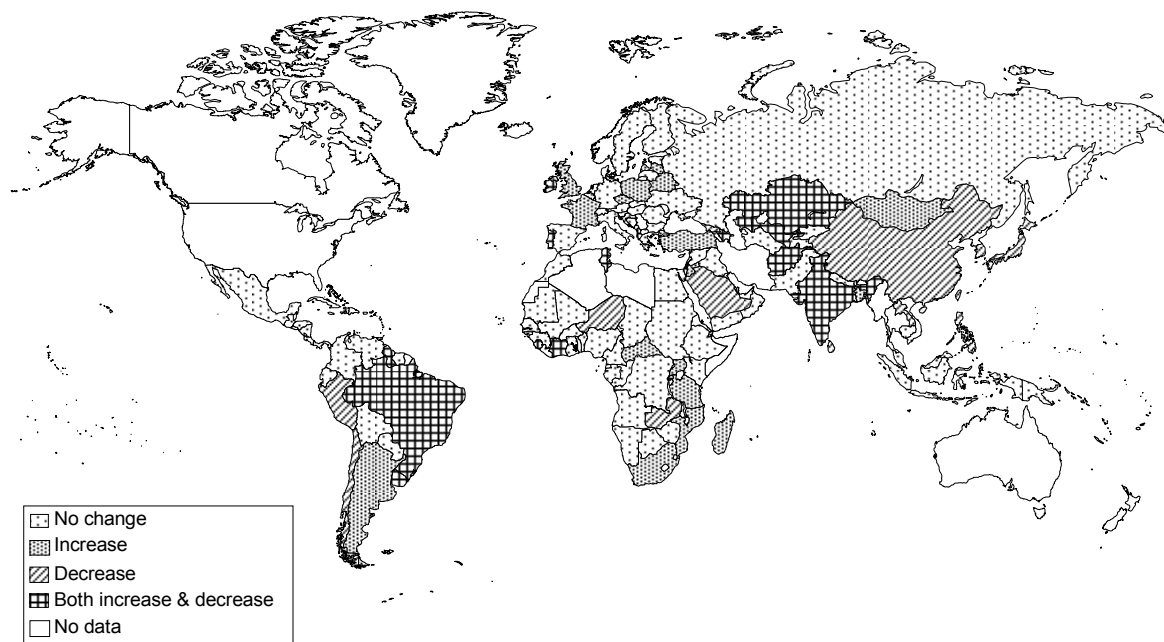 No change
Increase
Decrease
Both increase & decrease
No data